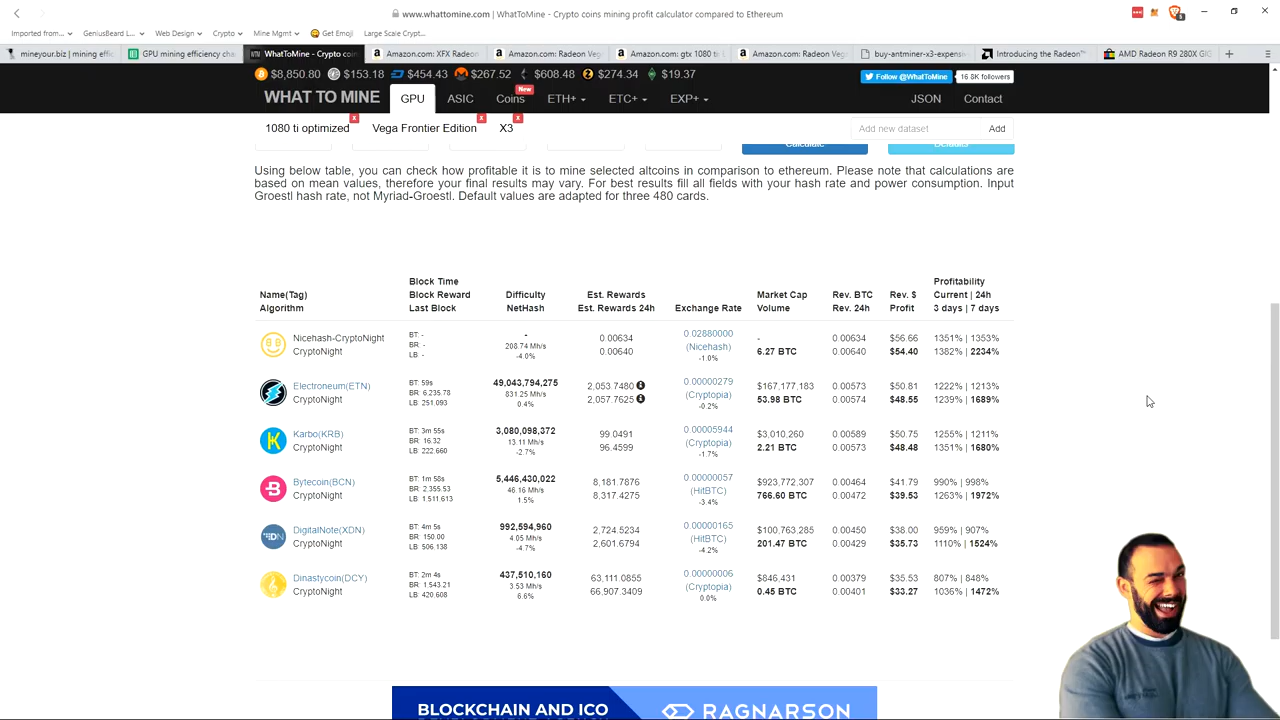 www.whattomine.com | WhatToMine - Crypto coins mining profit calculator compared to Ethereum
Imported from... GeniusBeard L... Web Design Crypto Mine Mgmt Get Emoji Large Scale Crypt...
mineyour.biz | mining effic GPU mining efficiency cha WhatToMine - Crypto coin Amazon.com: XFX Radeon Amazon.com: Radeon Veg Amazon.com: gtx 1080 ti Amazon.com: Radeon Veg buy-antminer-x3-expensi Introducing the Radeon™ AMD Radeon R9 280X GIG
$8,850.80 $153.18 $454.43 $267.52 $608.48 $274.34 $19.37 Follow @WhatToMine 16.8K followers
WHAT TO MINE GPU ASIC Coins New ETH+ ETC+ EXP+ JSON Contact
1080 ti optimized x Vega Frontier Edition x X3 x Add new dataset Add
Calculate Defaults
Using below table, you can check how profitable it is to mine selected altcoins in comparison to ethereum. Please note that calculations are
based on mean values, therefore your final results may vary. For best results fill all fields with your hash rate and power consumption. Input
Groestl hash rate, not Myriad-Groestl. Default values are adapted for three 480 cards.
Block Time Profitability
Name(Tag) Block Reward Difficulty Est. Rewards Market Cap Rev. BTC Rev. $ Current | 24h
Algorithm Last Block NetHash Est. Rewards 24h Exchange Rate Volume Rev. 24h Profit 3 days | 7 days
Nicehash-CryptoNight BT: - - 0.00634 0.02880000 - 0.00634 $56.66 1351% | 1353%
BR: - 208.74 Mh/s (Nicehash)
CryptoNight LB: - -4.0% 0.00640 -1.0% 6.27 BTC 0.00640 $54.40 1382% | 2234%
Electroneum(ETN) BT: 59s 49,043,794,275 2,053.7480 0.00000279 $167,177,183 0.00573 $50.81 1222% | 1213%
BR: 6,235.78 831.25 Mh/s (Cryptopia)
CryptoNight LB: 251,093 0.4% 2,057.7625 -0.2% 53.98 BTC 0.00574 $48.55 1239% | 1689%
Karbo(KRB) BT: 3m 55s 3,080,098,372 99.0491 0.00005944 $3,010,260 0.00589 $50.75 1255% | 1211%
BR: 16.32 13.11 Mh/s (Cryptopia)
CryptoNight LB: 222,660 -2.7% 96.4599 -1.7% 2.21 BTC 0.00573 $48.48 1351% | 1680%
Bytecoin(BCN) BT: 1m 58s 5,446,430,022 8,181.7876 0.00000057 $923,772,307 0.00464 $41.79 990% | 998%
BR: 2,355.53 46.16 Mh/s (HitBTC)
CryptoNight LB: 1,511,613 1.5% 8,317.4275 -3.4% 766.60 BTC 0.00472 $39.53 1263% | 1972%
DigitalNote(XDN) BT: 4m 5s 992,594,960 2,724.5234 0.00000165 $100,763,285 0.00450 $38.00 959% | 907%
BR: 150.00 4.05 Mh/s (HitBTC)
CryptoNight LB: 506,138 -4.7% 2,601.6794 -4.2% 201.47 BTC 0.00429 $35.73 1110% | 1524%
Dinastycoin(DCY) BT: 2m 4s 437,510,160 63,111.0855 0.00000006 $846,431 0.00379 $35.53 807% | 848%
BR: 1,543.21 3.53 Mh/s (Cryptopia)
CryptoNight LB: 420,608 6.6% 66,907.3409 0.0% 0.45 BTC 0.00401 $33.27 1036% | 1472%
BLOCKCHAIN AND ICO RAGNARSON